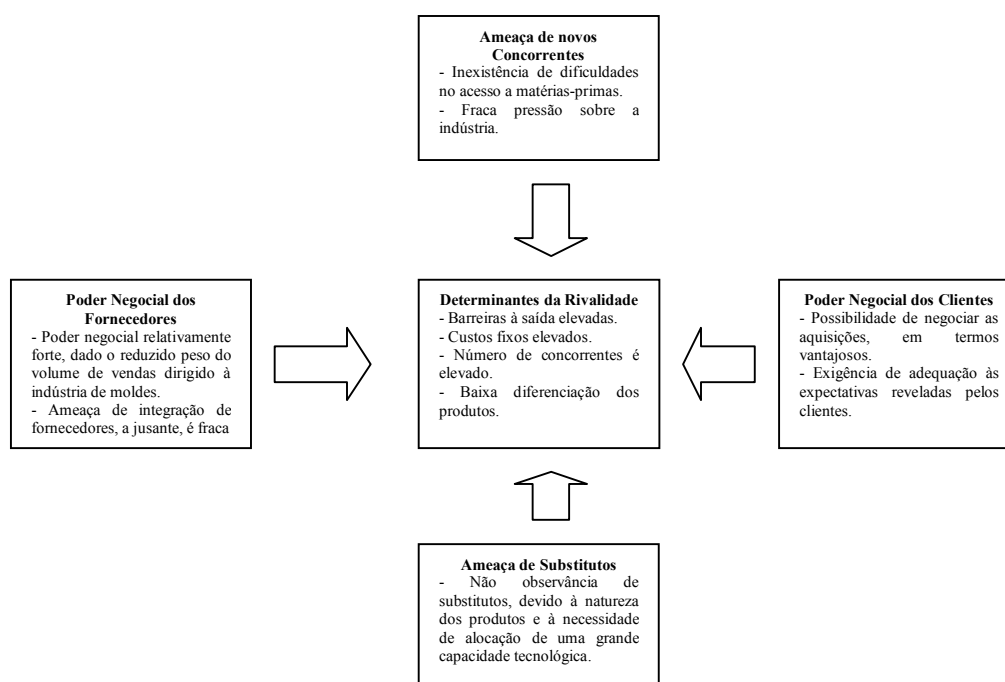 Ameaça de novos
Concorrentes
- Inexistência de dificuldades
no acesso a matérias-primas.
- Fraca pressão sobre a
indústria.
Poder Negocial dos
Fornecedores
- Poder negocial relativamente
forte, dado o reduzido peso do
volume de vendas dirigido à
indústria de moldes.
- Ameaça de integração de
fornecedores, a jusante, é fraca
Determinantes da Rivalidade
- Barreiras à saída elevadas.
- Custos fixos elevados.
- Número de concorrentes é
elevado.
- Baixa diferenciação dos
produtos.
Poder Negocial dos Clientes
- Possibilidade de negociar as
aquisições, em termos
vantajosos.
- Exigência de adequação às
expectativas reveladas pelos
clientes.
Ameaça de Substitutos
- Não observância de
substitutos, devido à natureza
dos produtos e à necessidade
de alocação de uma grande
capacidade tecnológica.